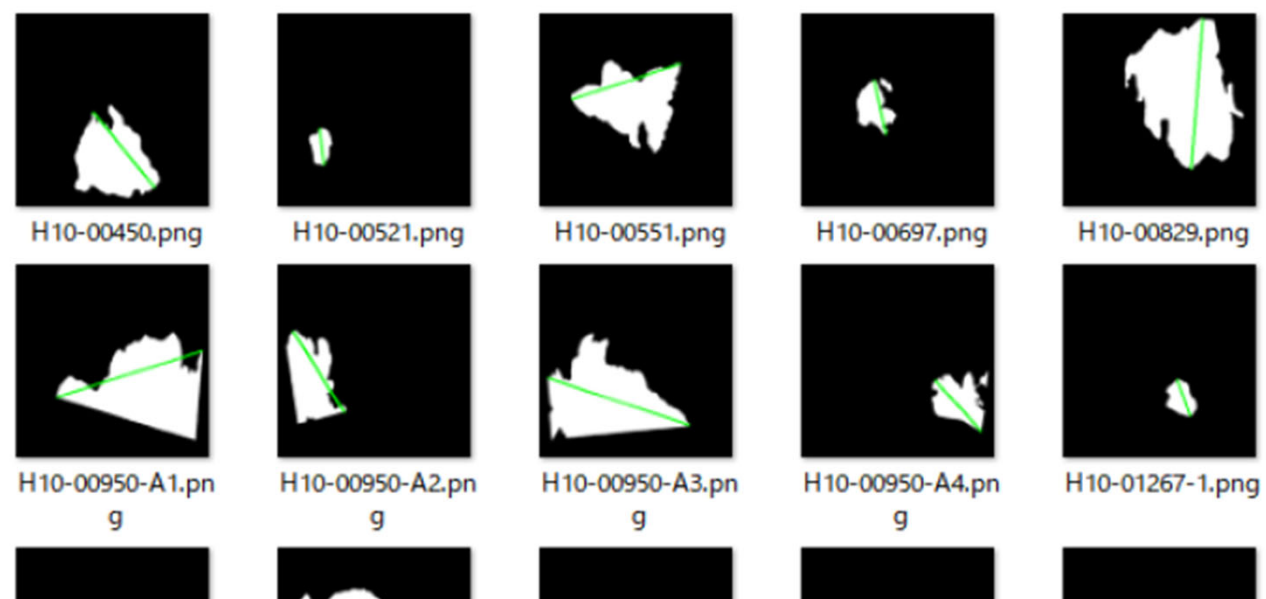 H10-00450.png
H10-00521.png
H10-00551.png
H10-00697.png
H10-00829.png
H10-00950-A1.pn
g
H10-00950-A2.pn
g
H10-00950-A3.pn
g
H10-00950-A4.pn
g
H10-01267-1.png